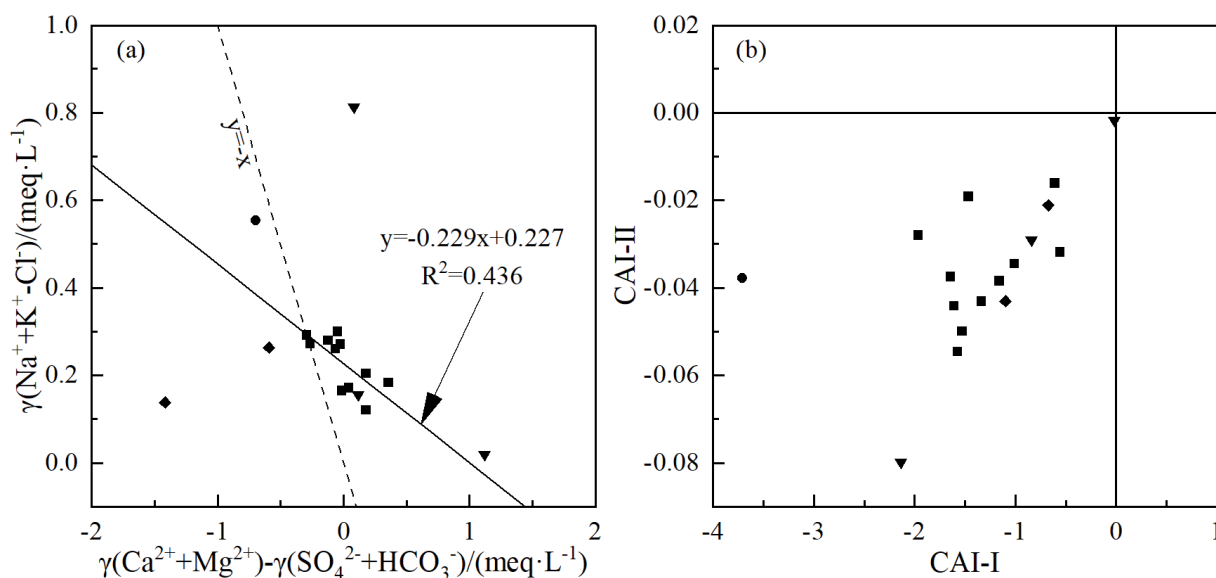 (a)
1.0
0.8
0.6
0.4
0.2
0.0
-2
-1
0
1
2
γ(Na⁺+K⁺-Cl⁻)/(meq·L⁻¹)
γ(Ca²⁺+Mg²⁺)-γ(SO₄²⁻+HCO₃⁻)/(meq·L⁻¹)
y=-x
y=-0.229x+0.227
R²=0.436
(b)
0.02
0.00
-0.02
-0.04
-0.06
-0.08
-4
-3
-2
-1
0
1
CAI-II
CAI-I